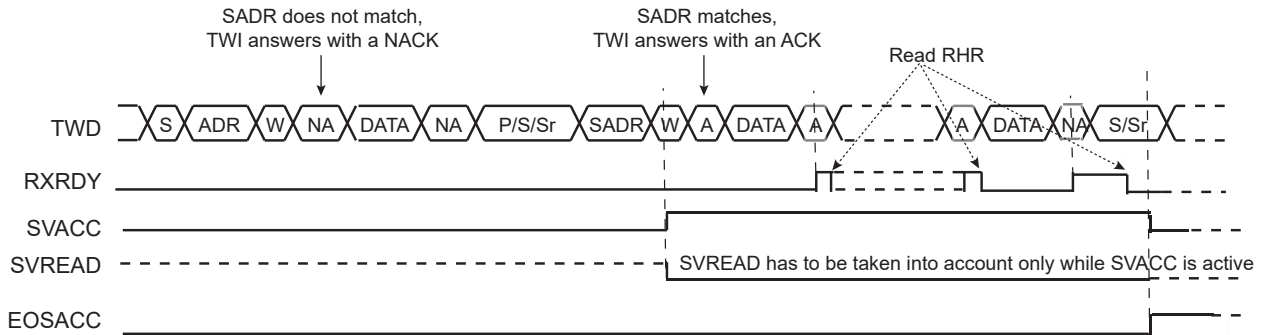 SADR does not match,
TWI answers with a NACK
SADR matches,
TWI answers with an ACK
Read RHR
TWD S ADR W NA DATA NA P/S/Sr SADR W A DATA A A DATA NA S/Sr
RXRDY
SVACC
SVREAD SVREAD has to be taken into account only while SVACC is active
EOSACC